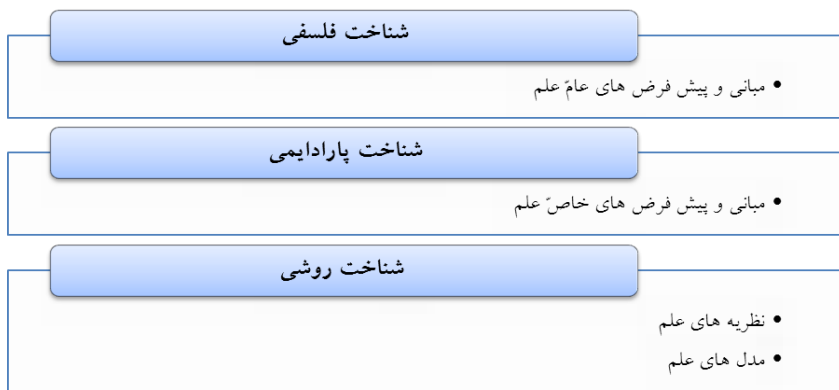 شناخت فلسفی
• مبانی و پیش فرض های عامّ علم
شناخت پارادایمی
• مبانی و پیش فرض های خاصّ علم
شناخت روشی
• نظریه های علم
• مدل های علم